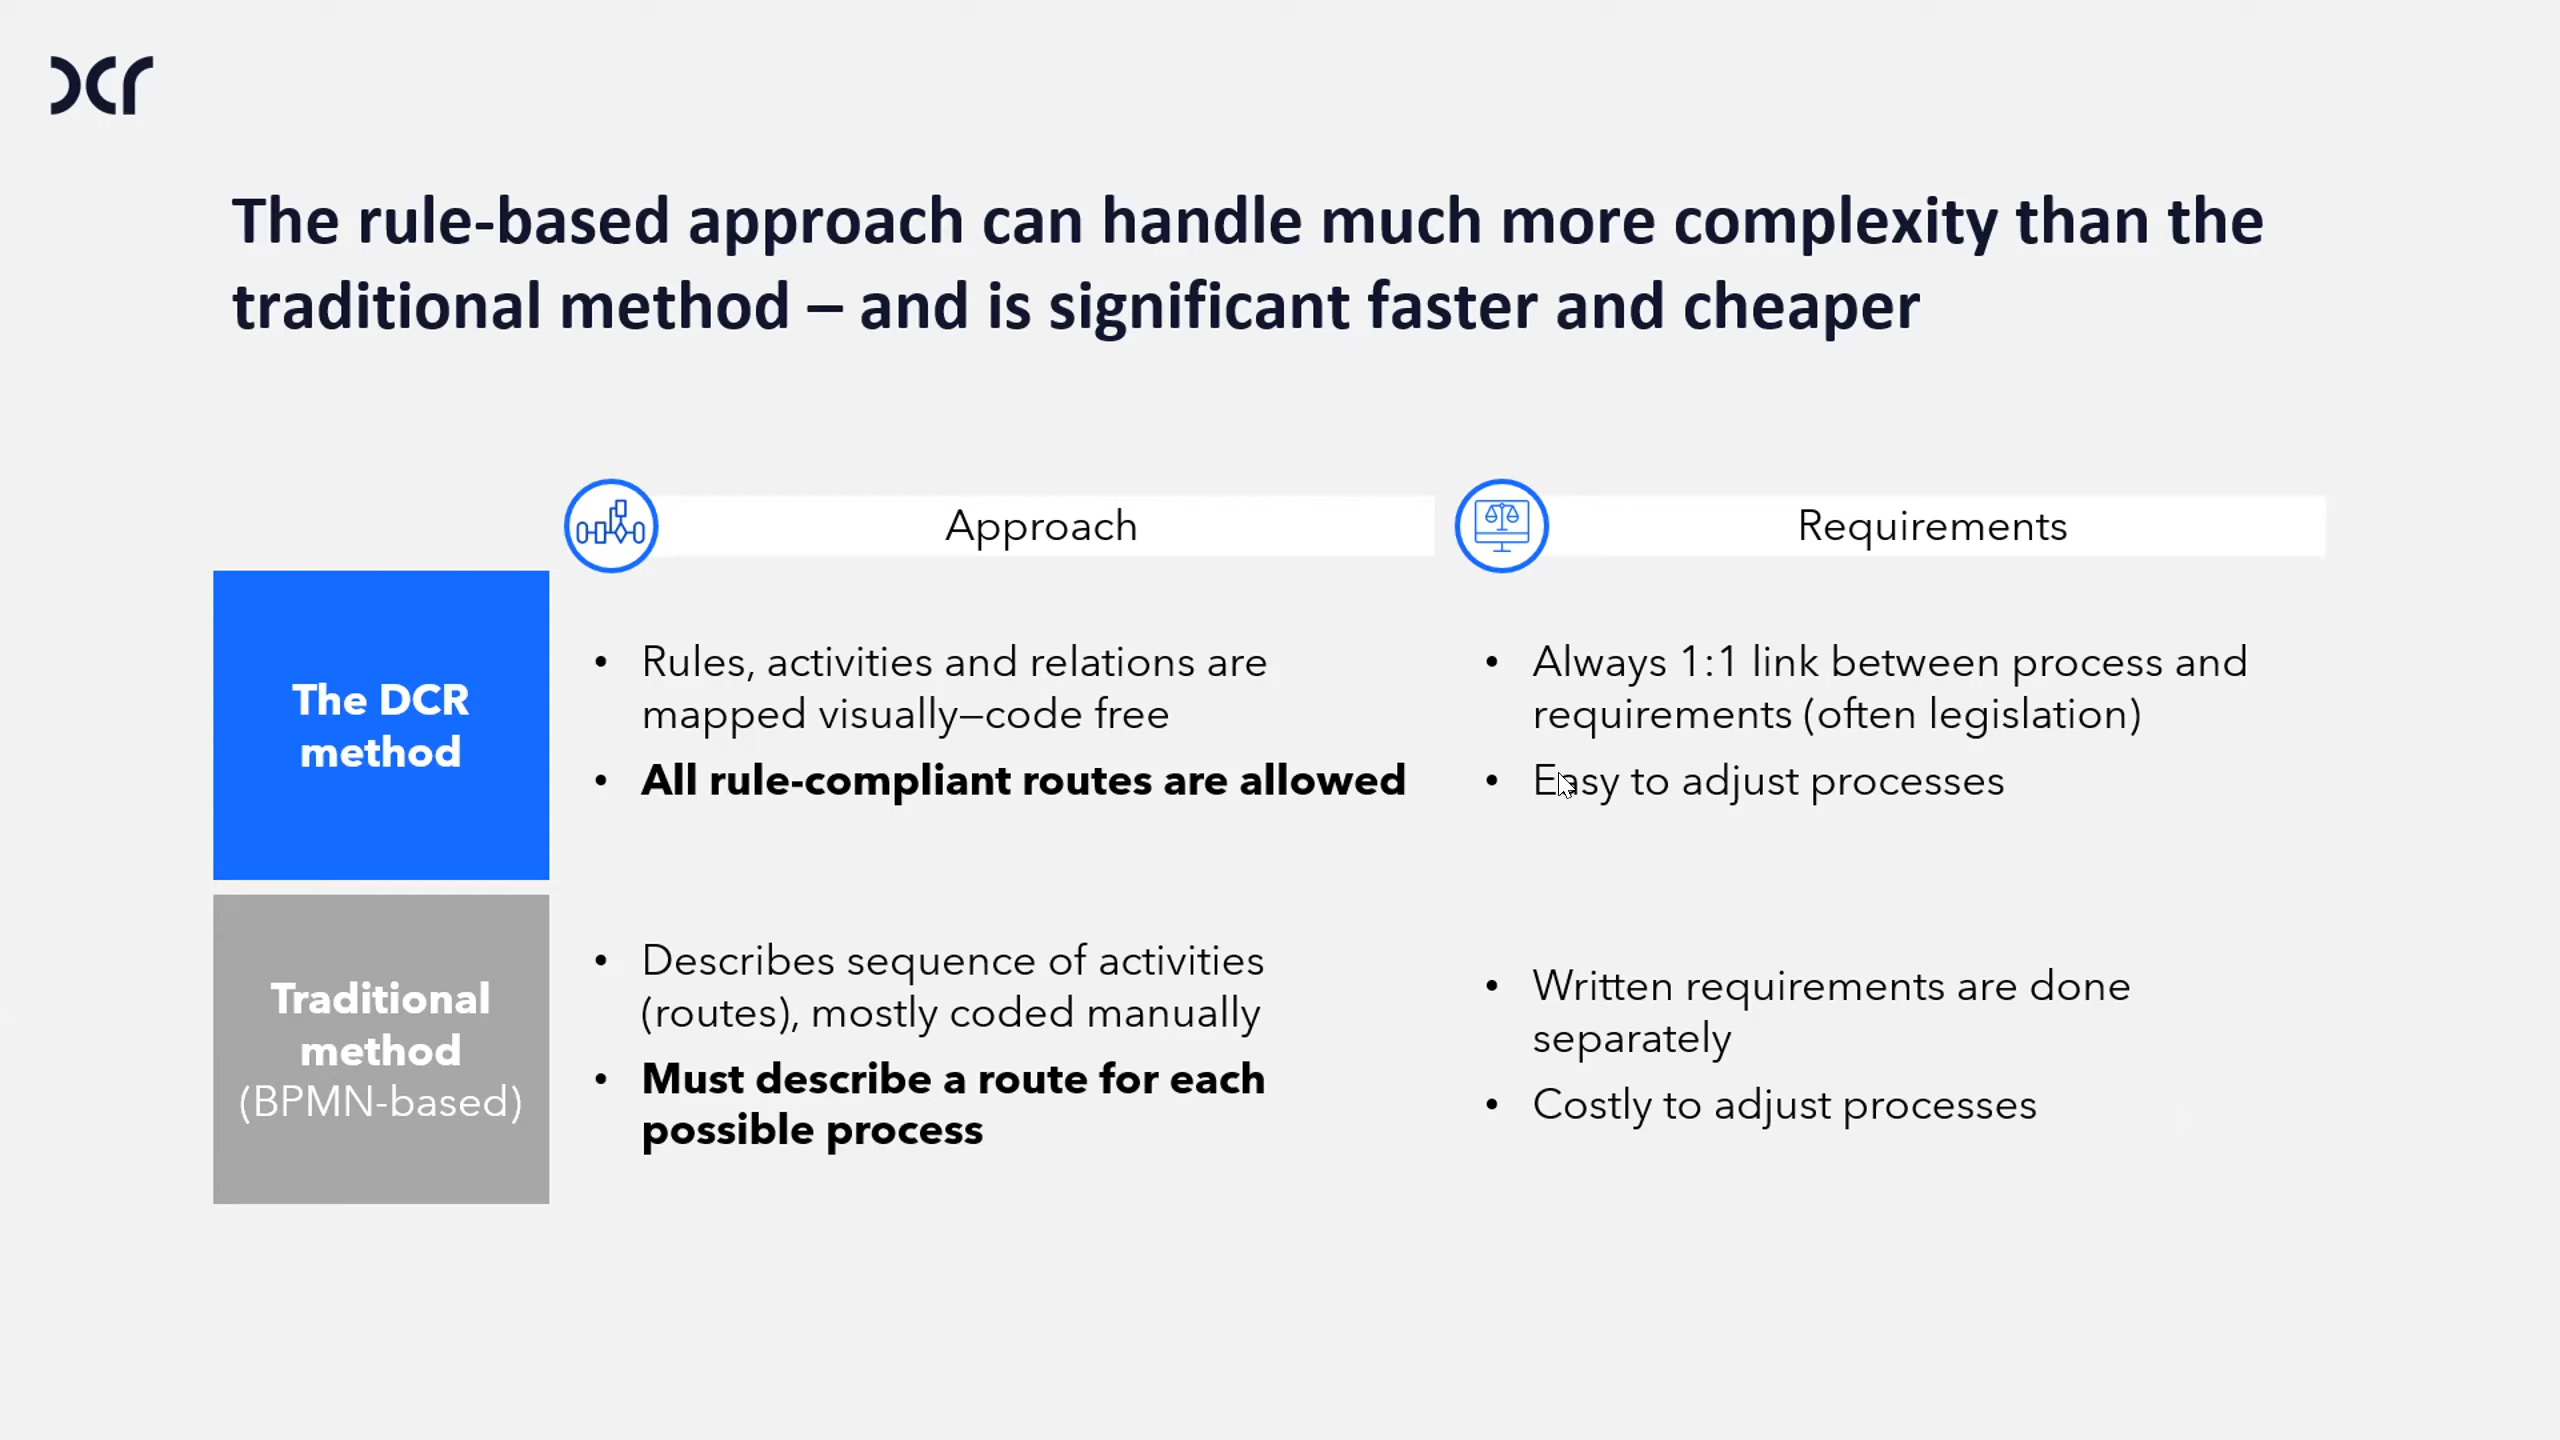 DCr
The rule-based approach can handle much more complexity than the
traditional method – and is significant faster and cheaper
Approach
Requirements
The DCR
method
• Rules, activities and relations are
mapped visually–code free
• All rule-compliant routes are allowed
• Always 1:1 link between process and
requirements (often legislation)
• Easy to adjust processes
Traditional
method
(BPMN-based)
• Describes sequence of activities
(routes), mostly coded manually
• Must describe a route for each
possible process
• Written requirements are done
separately
• Costly to adjust processes